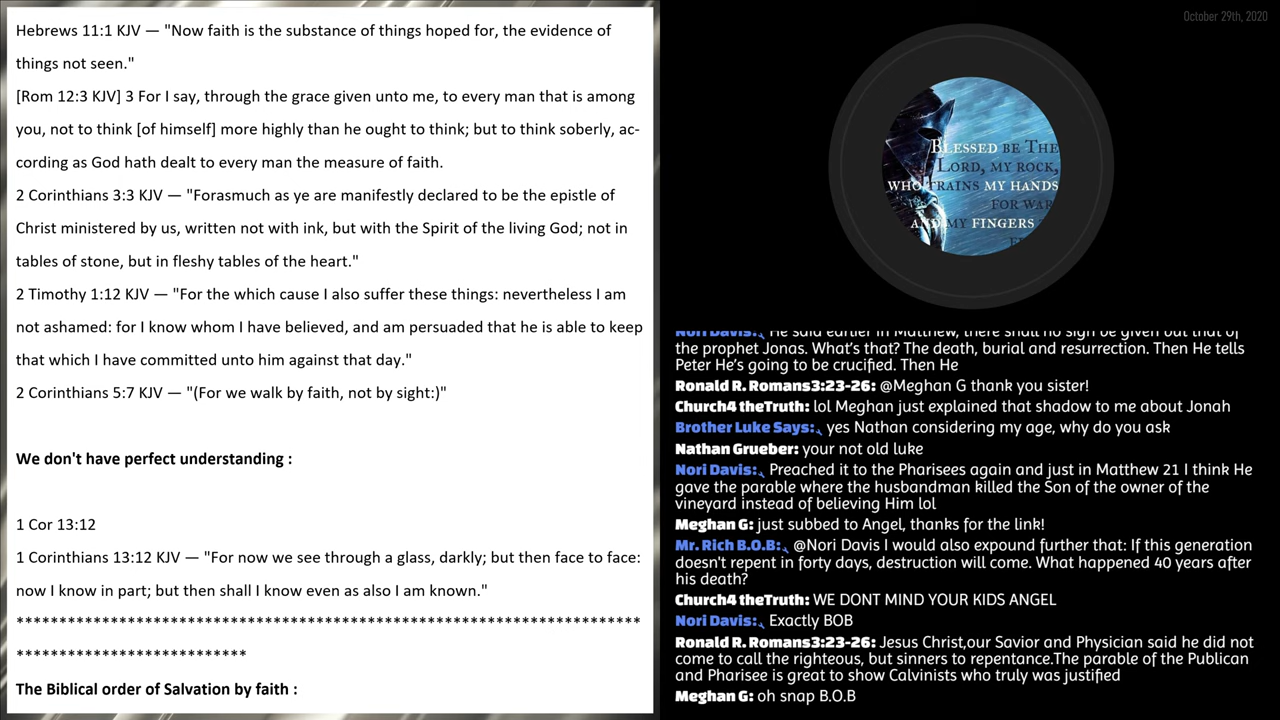 Hebrews 11:1 KJV — "Now faith is the substance of things hoped for, the evidence of
things not seen."
[Rom 12:3 KJV] 3 For I say, through the grace given unto me, to every man that is among
you, not to think [of himself] more highly than he ought to think; but to think soberly, ac-
cording as God hath dealt to every man the measure of faith.
2 Corinthians 3:3 KJV — "Forasmuch as ye are manifestly declared to be the epistle of
Christ ministered by us, written not with ink, but with the Spirit of the living God; not in
tables of stone, but in fleshy tables of the heart."
2 Timothy 1:12 KJV — "For the which cause I also suffer these things: nevertheless I am
not ashamed: for I know whom I have believed, and am persuaded that he is able to keep
that which I have committed unto him against that day."
2 Corinthians 5:7 KJV — "(For we walk by faith, not by sight:)"
We don't have perfect understanding :
1 Cor 13:12
1 Corinthians 13:12 KJV — "For now we see through a glass, darkly; but then face to face:
now I know in part; but then shall I know even as also I am known."
*************************************************************************
***************************
The Biblical order of Salvation by faith :
October 29th, 2020
BLESSED BE THE
LORD, MY ROCK,
WHO TRAINS MY HANDS
FOR WAR
AND MY FINGERS
Nori Davis: He said earlier in Matthew, there shall no sign be given but that of
the prophet Jonas. What's that? The death, burial and resurrection. Then He tells
Peter He's going to be crucified. Then He
Ronald R. Romans3:23-26: @Meghan G thank you sister!
Church4 theTruth: lol Meghan just explained that shadow to me about Jonah
Brother Luke Says: yes Nathan considering my age, why do you ask
Nathan Grueber: your not old luke
Nori Davis: Preached it to the Pharisees again and just in Matthew 21 I think He
gave the parable where the husbandman killed the Son of the owner of the
vineyard instead of believing Him lol
Meghan G: just subbed to Angel, thanks for the link!
Mr. Rich B.O.B: @Nori Davis I would also expound further that: If this generation
doesn't repent in forty days, destruction will come. What happened 40 years after
his death?
Church4 theTruth: WE DONT MIND YOUR KIDS ANGEL
Nori Davis: Exactly BOB
Ronald R. Romans3:23-26: Jesus Christ,our Savior and Physician said he did not
come to call the righteous, but sinners to repentance.The parable of the Publican
and Pharisee is great to show Calvinists who truly was justified
Meghan G: oh snap B.O.B